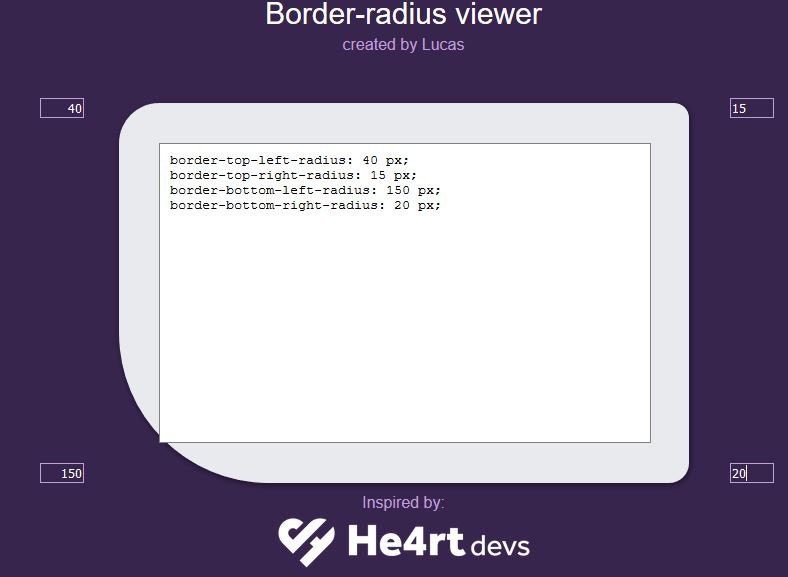 Border-radius viewer
created by Lucas
40
15
border-top-left-radius: 40 px;
border-top-right-radius: 15 px;
border-bottom-left-radius: 150 px;
border-bottom-right-radius: 20 px;
150
20
Inspired by:
He4rt devs